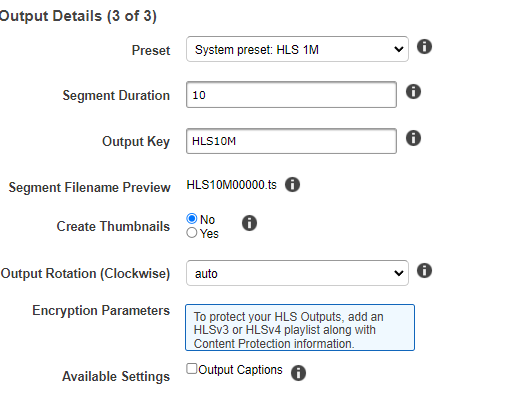 Output Details (3 of 3)
Preset System preset: HLS 1M
Segment Duration 10
Output Key HLS10M
Segment Filename Preview HLS10M00000.ts
Create Thumbnails No
Yes
Output Rotation (Clockwise) auto
Encryption Parameters
To protect your HLS Outputs, add an
HLSv3 or HLSv4 playlist along with
Content Protection information.
Available Settings Output Captions